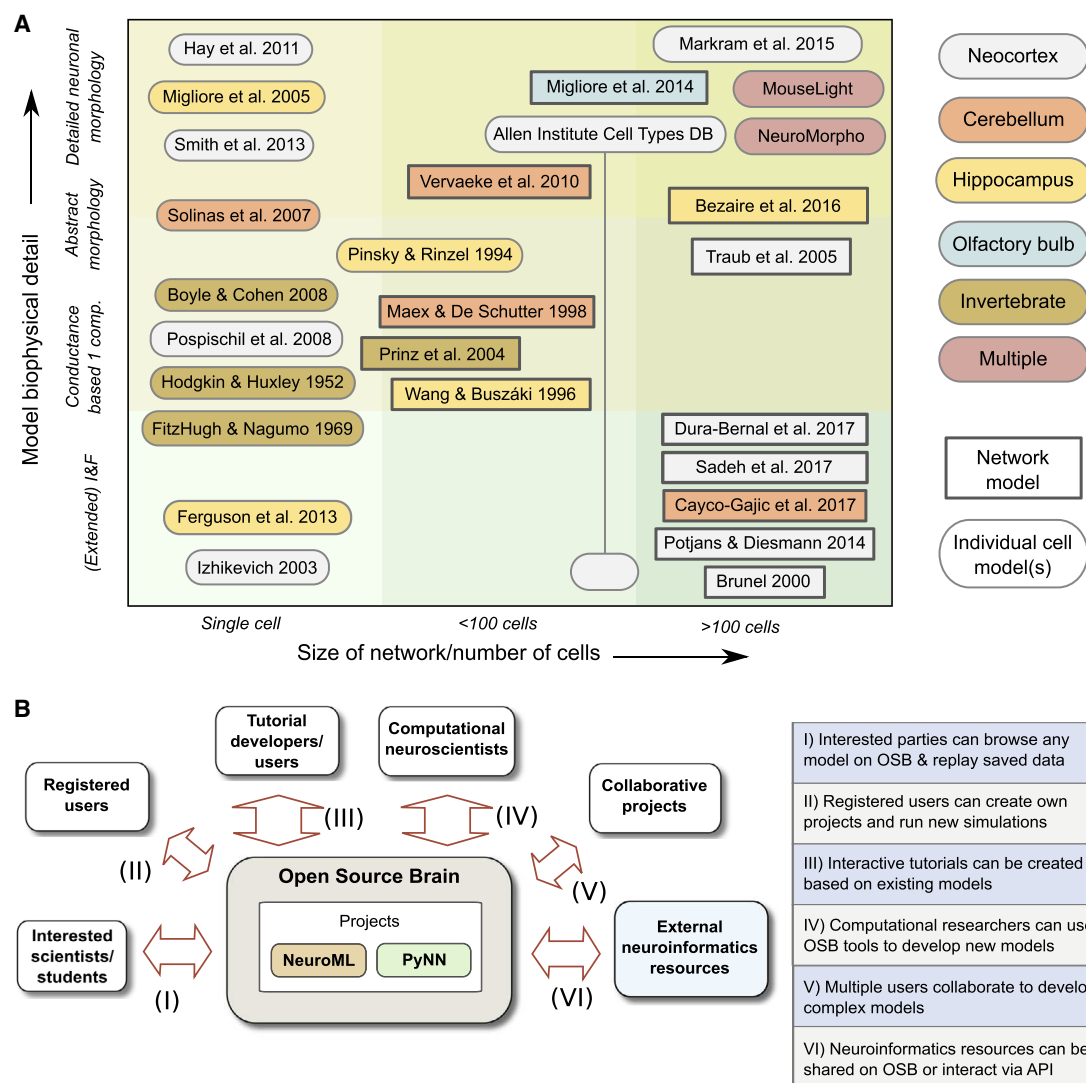 A
Model biophysical detail
Detailed neuronal
morphology
Abstract
morphology
Conductance
based 1 comp.
(Extended) I&F
Hay et al. 2011
Migliore et al. 2005
Smith et al. 2013
Solinas et al. 2007
Pinsky & Rinzel 1994
Boyle & Cohen 2008
Pospischil et al. 2008
Hodgkin & Huxley 1952
FitzHugh & Nagumo 1969
Ferguson et al. 2013
Izhikevich 2003
Markram et al. 2015
Migliore et al. 2014
MouseLight
Allen Institute Cell Types DB
NeuroMorpho
Vervaeke et al. 2010
Bezaire et al. 2016
Traub et al. 2005
Maex & De Schutter 1998
Prinz et al. 2004
Wang & Buszáki 1996
Dura-Bernal et al. 2017
Sadeh et al. 2017
Cayco-Gajic et al. 2017
Potjans & Diesmann 2014
Brunel 2000
Single cell
<100 cells
>100 cells
Size of network/number of cells
Neocortex
Cerebellum
Hippocampus
Olfactory bulb
Invertebrate
Multiple
Network
model
Individual cell
model(s)
B
Registered
users
Tutorial
developers/
users
Computational
neuroscientists
Collaborative
projects
Interested
scientists/
students
External
neuroinformatics
resources
(I)
(II)
(III)
(IV)
(V)
(VI)
Open Source Brain
Projects
NeuroML
PyNN
I) Interested parties can browse any
model on OSB & replay saved data
II) Registered users can create own
projects and run new simulations
III) Interactive tutorials can be created
based on existing models
IV) Computational researchers can use
OSB tools to develop new models
V) Multiple users collaborate to develo
complex models
VI) Neuroinformatics resources can be
shared on OSB or interact via API